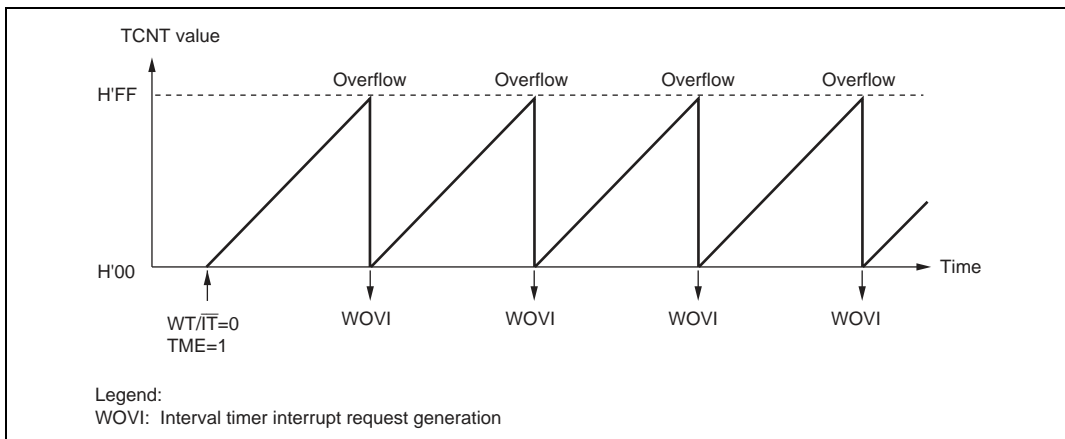 TCNT value
Overflow Overflow Overflow Overflow
H'FF
H'00
Time
WT/I̅T̅=0
TME=1
WOVI WOVI WOVI WOVI
Legend:
WOVI: Interval timer interrupt request generation